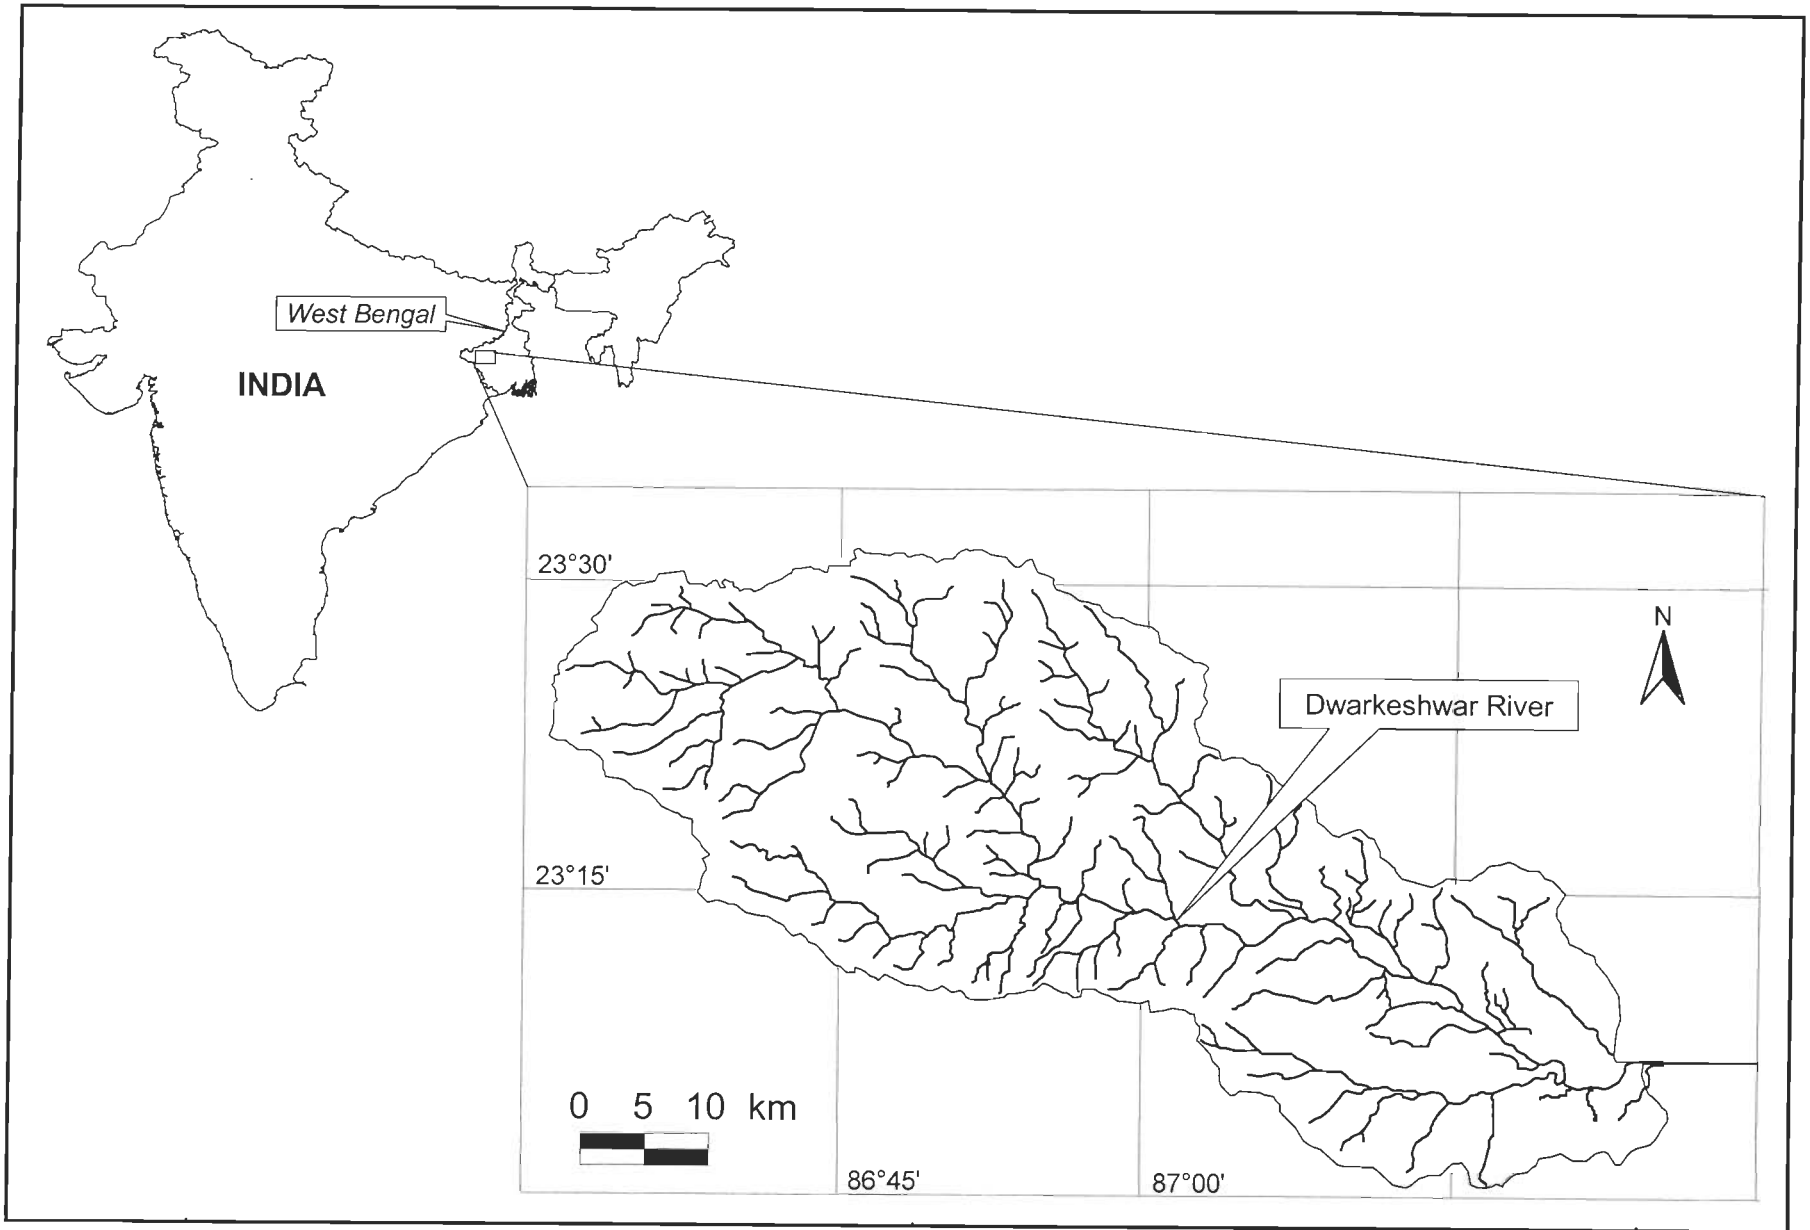 West Bengal
INDIA
23°30'
N
Dwarkeshwar River
23°15'
0 5 10 km
86°45'
87°00'